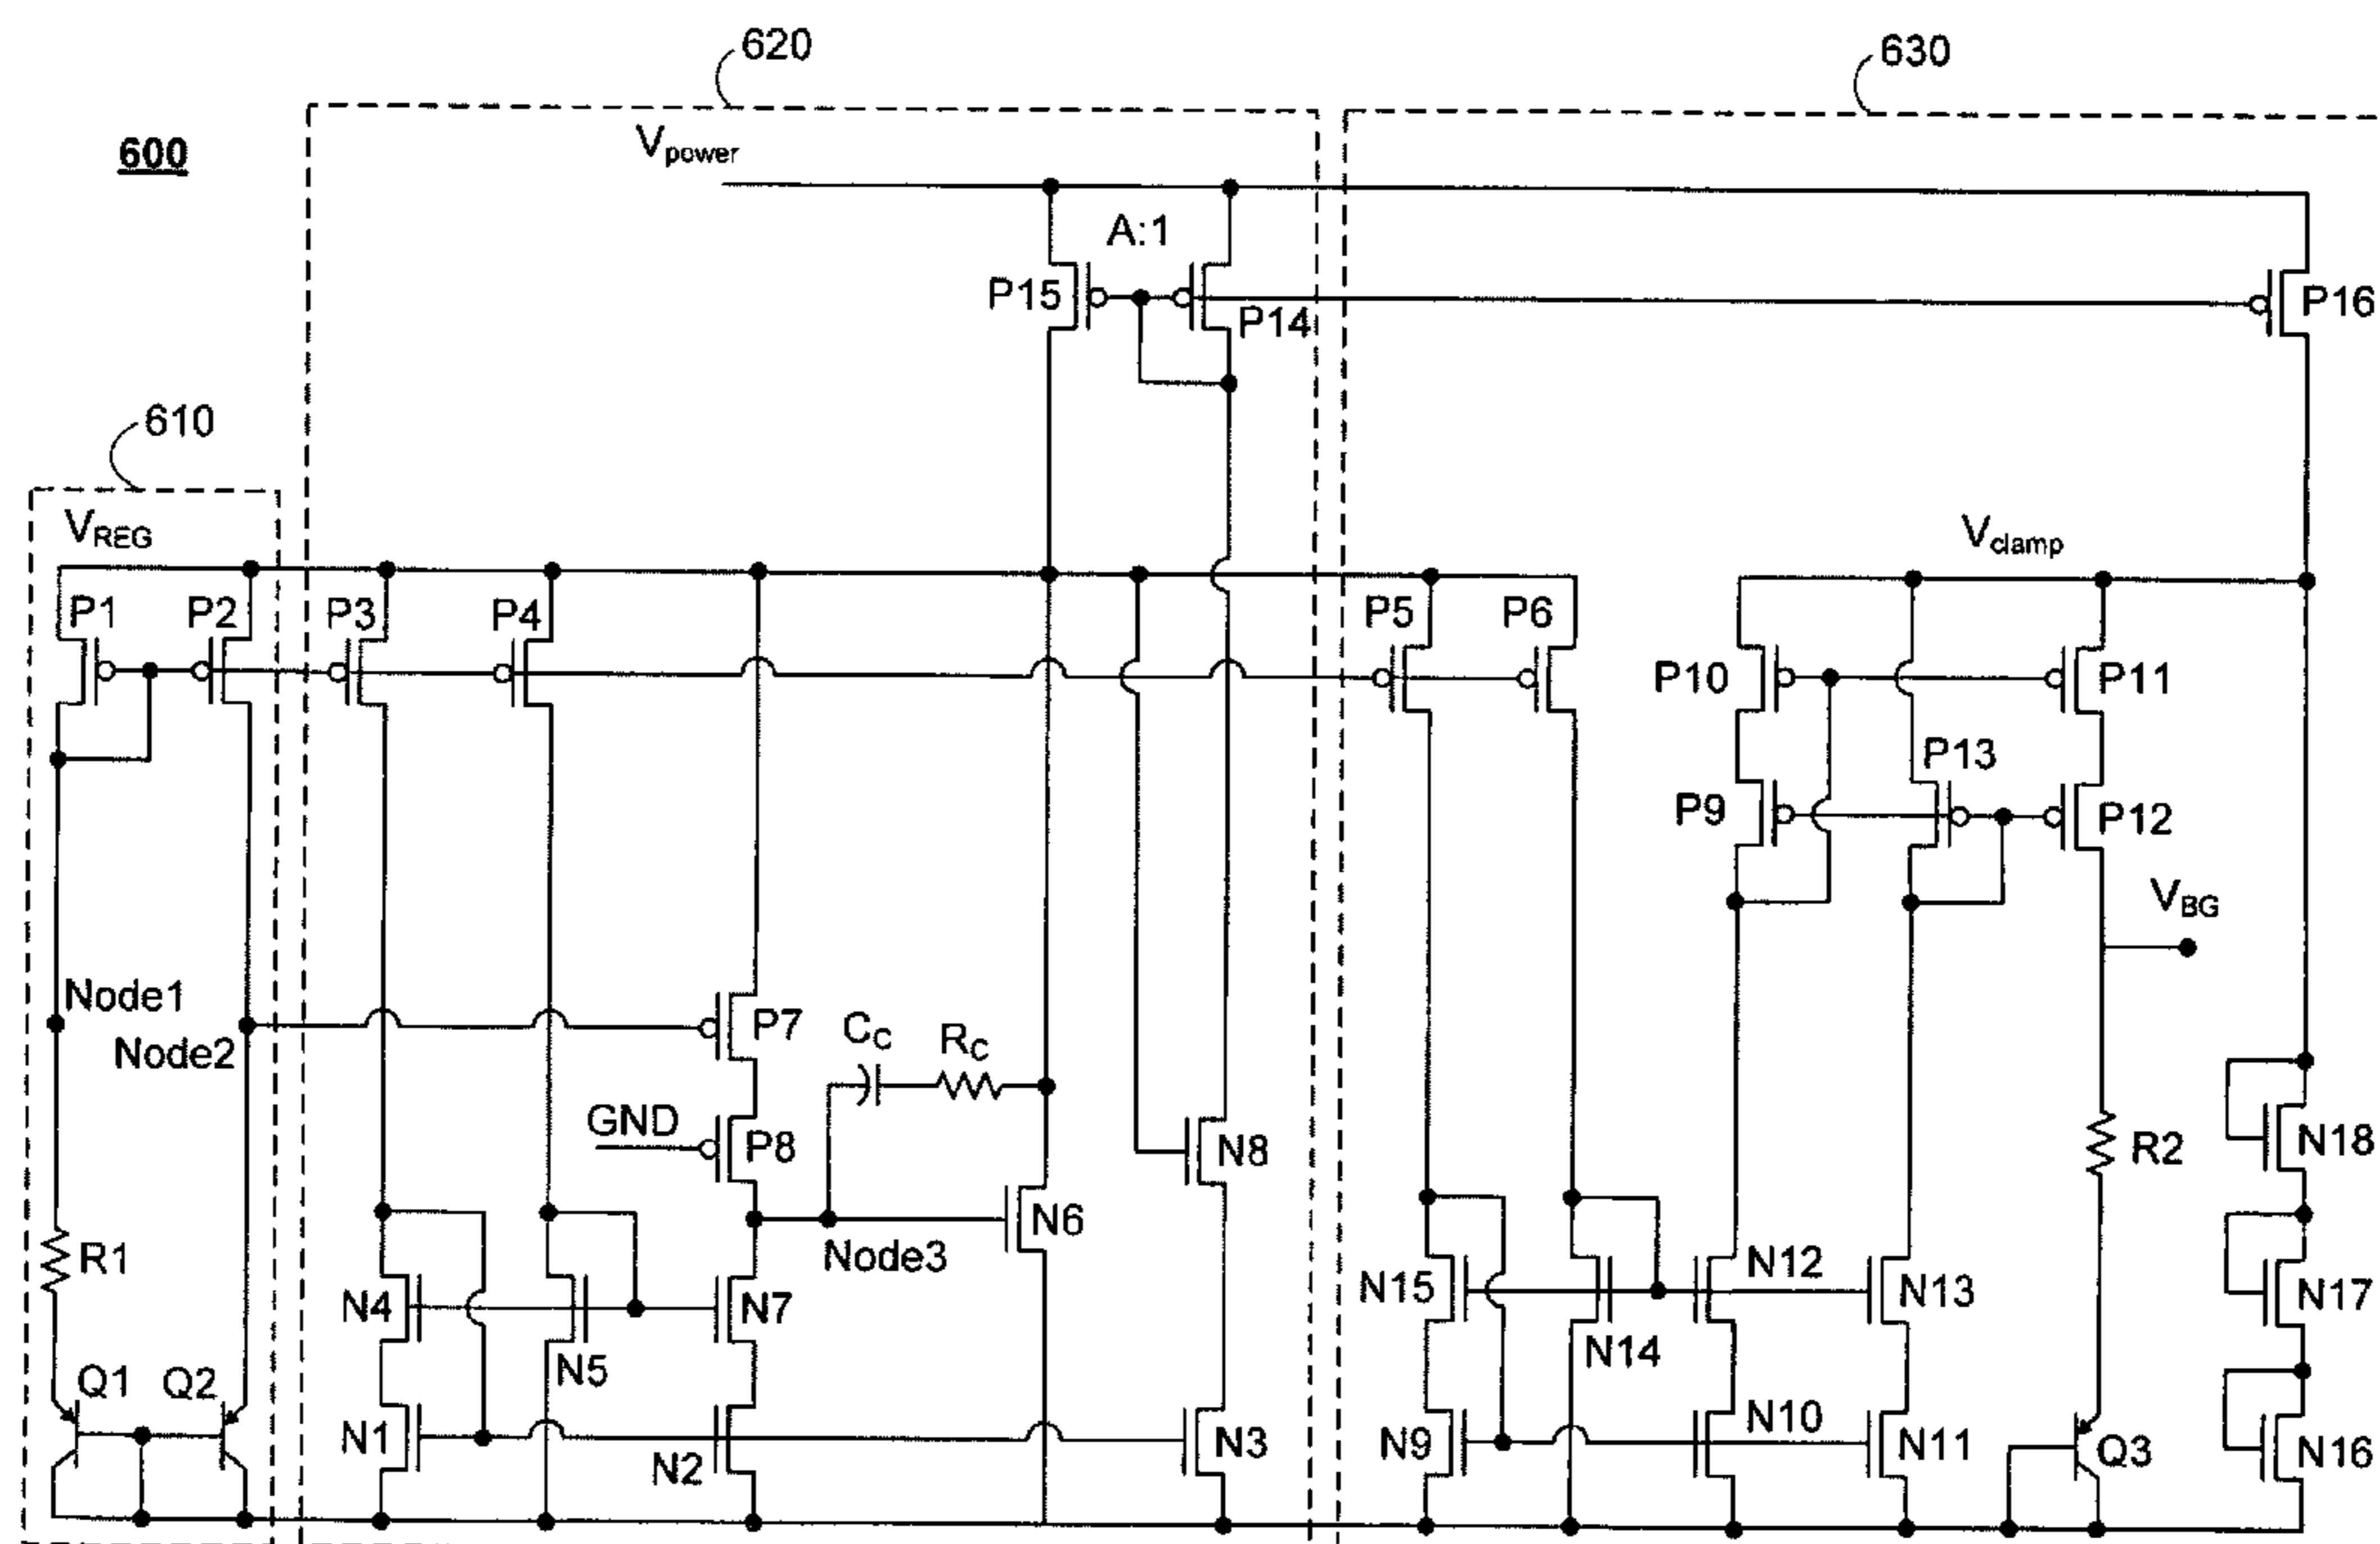 620
630
600
Vpower
A:1
P15
P14
P16
610
VREG
Vclamp
P1
P2
P3
P4
P5
P6
P10
P11
P13
P9
P12
VBG
Node1
Node2
P7
CC
RC
GND
P8
N8
R2
N18
N6
Node3
R1
N4
N7
N15
N12
N13
N17
N5
N14
Q1
Q2
N1
N2
N3
N9
N10
N11
Q3
N16